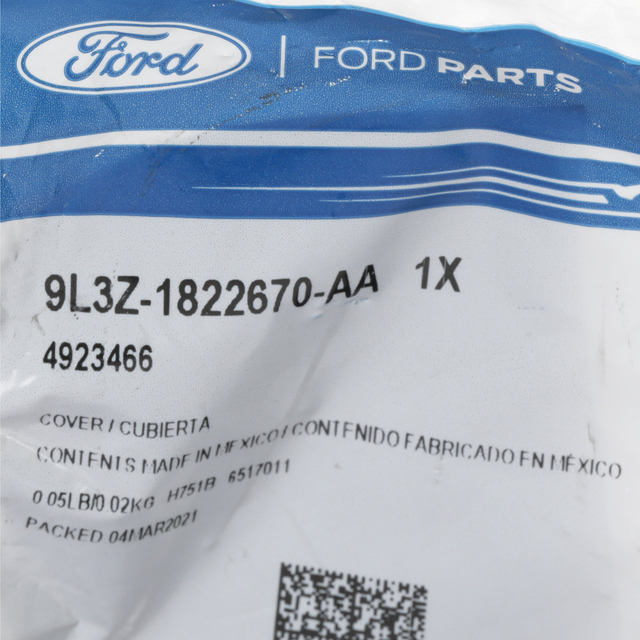 Ford | FORD PARTS
9L3Z-1822670-AA 1X
4923466
COVER / CUBIERTA
CONTENTS MADE IN MEXICO / CONTENIDO FABRICADO EN MÉXICO
0.05LB/0.02KG H751B 6517011
PACKED 04MAR2021